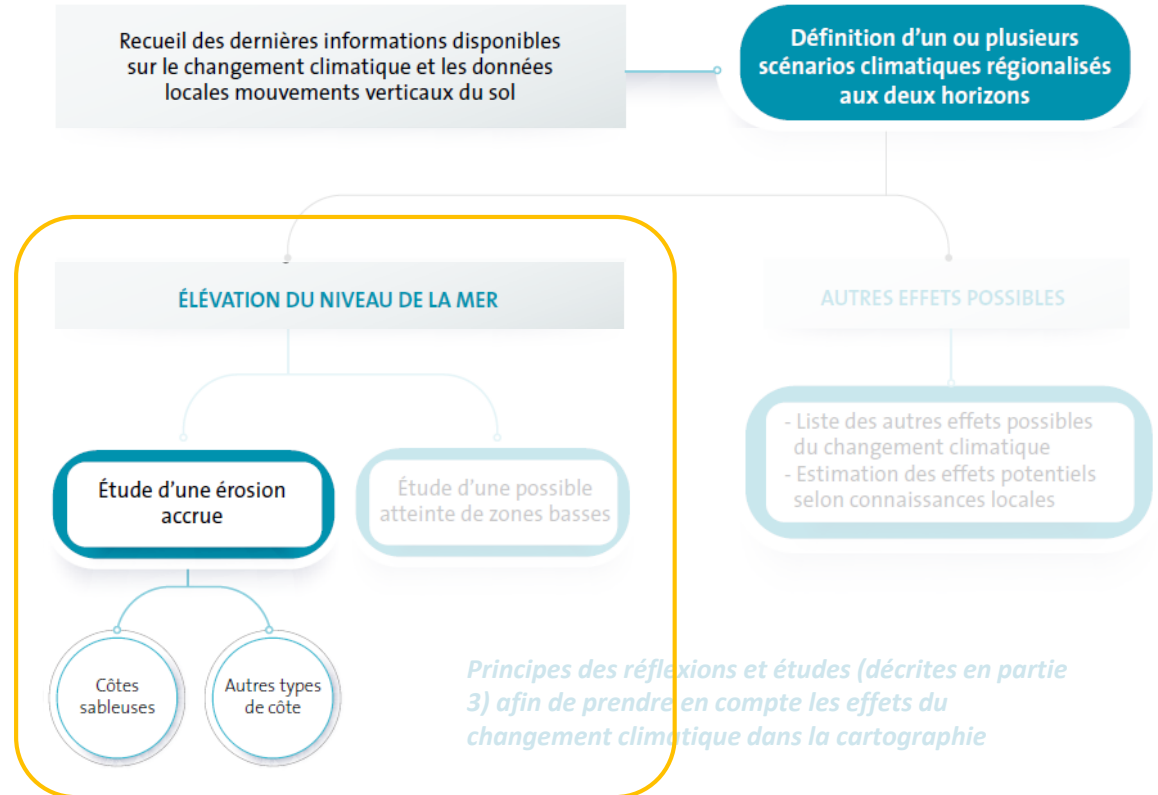 Recueil des dernières informations disponibles
sur le changement climatique et les données
locales mouvements verticaux du sol
Définition d’un ou plusieurs
scénarios climatiques régionalisés
aux deux horizons
ÉLÉVATION DU NIVEAU DE LA MER
AUTRES EFFETS POSSIBLES
Étude d’une érosion
accrue
Étude d’une possible
atteinte de zones basses
- Liste des autres effets possibles
du changement climatique
- Estimation des effets potentiels
selon connaissances locales
Côtes
sableuses
Autres types
de côte
Principes des réflexions et études (décrites en partie
3) afin de prendre en compte les effets du
changement climatique dans la cartographie